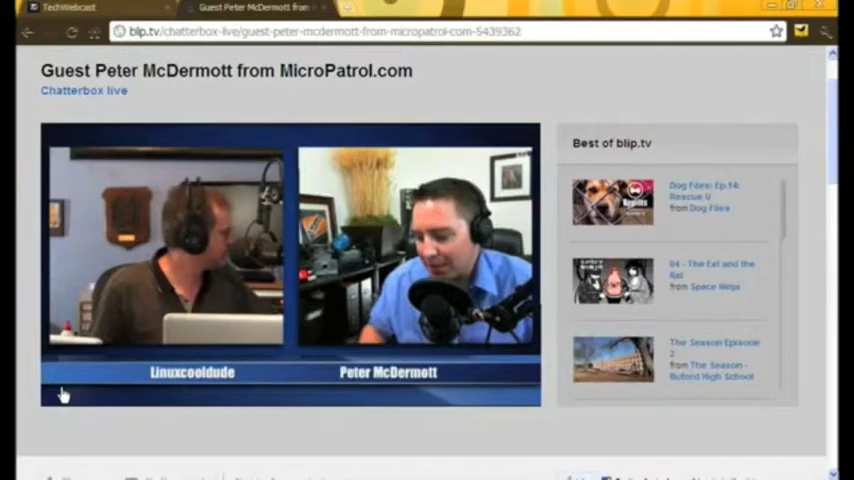 TechWebcast
Guest Peter McDermott from
blip.tv/chatterbox-live/guest-peter-mcdermott-from-micropatrol-com-5439362
Guest Peter McDermott from MicroPatrol.com
Chatterbox live
Linuxcooldude
Peter McDermott
Best of blip.tv
Dog Files: Ep.14:
Rescue U
from Dog Files
04 - The Eel and the
Rat
from Space Ninja
The Season Episode
2
from The Season -
Buford High School